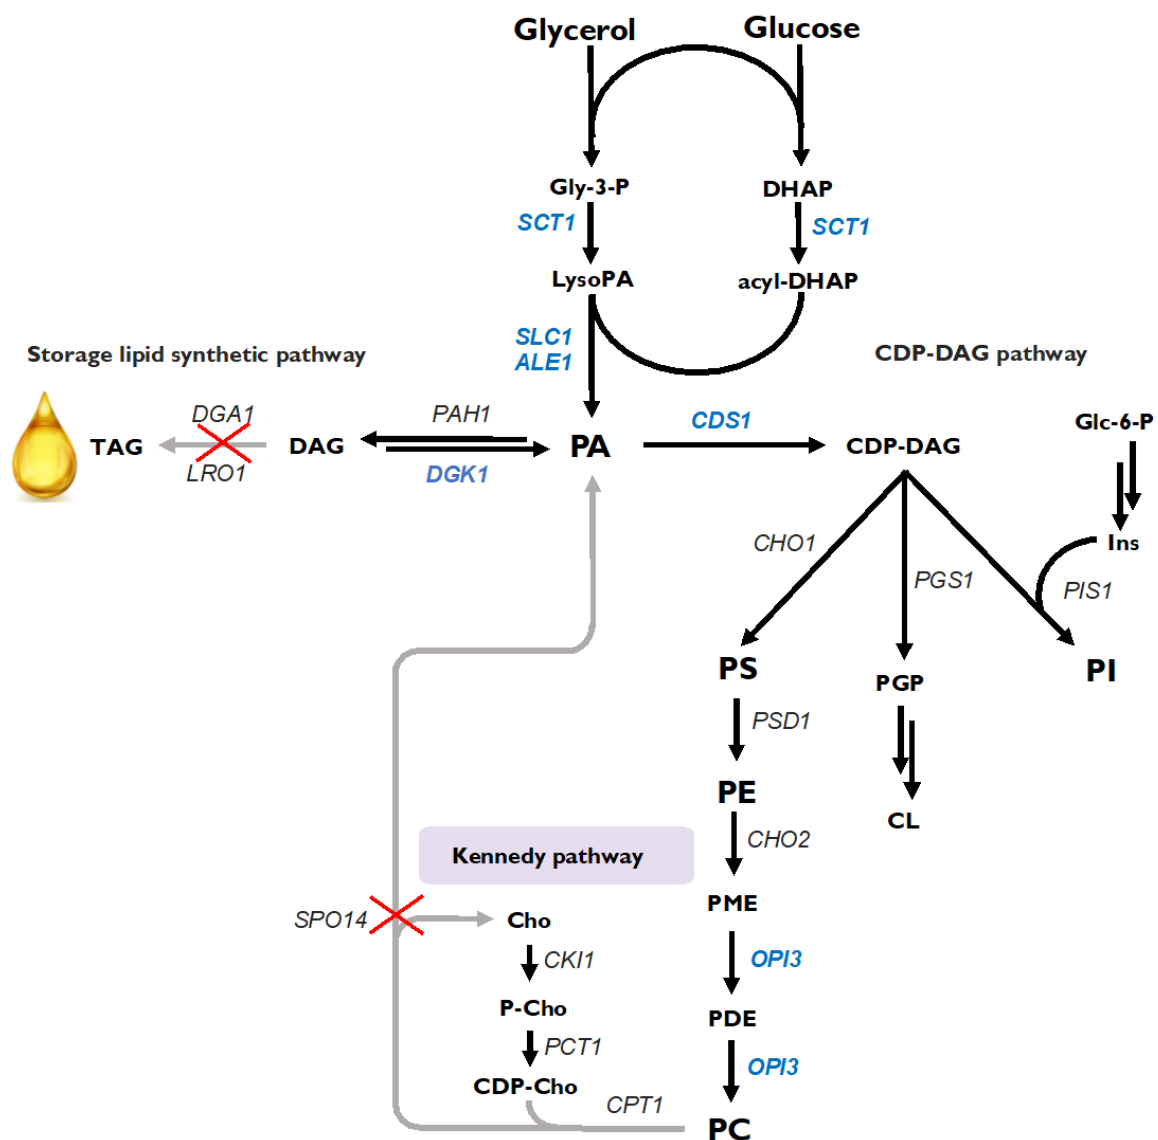 Glycerol
Glucose
Gly-3-P
DHAP
SCT1
SCT1
LysoPA
acyl-DHAP
SLC1
ALE1
Storage lipid synthetic pathway
CDP-DAG pathway
DGA1
PAH1
CDS1
Glc-6-P
TAG
DAG
PA
CDP-DAG
LRO1
DGK1
Ins
CHO1
PGS1
PIS1
PS
PGP
PI
PSD1
PE
CL
CHO2
Kennedy pathway
PME
SPO14
Cho
CKI1
OPI3
P-Cho
PDE
PCT1
OPI3
CDP-Cho
CPT1
PC